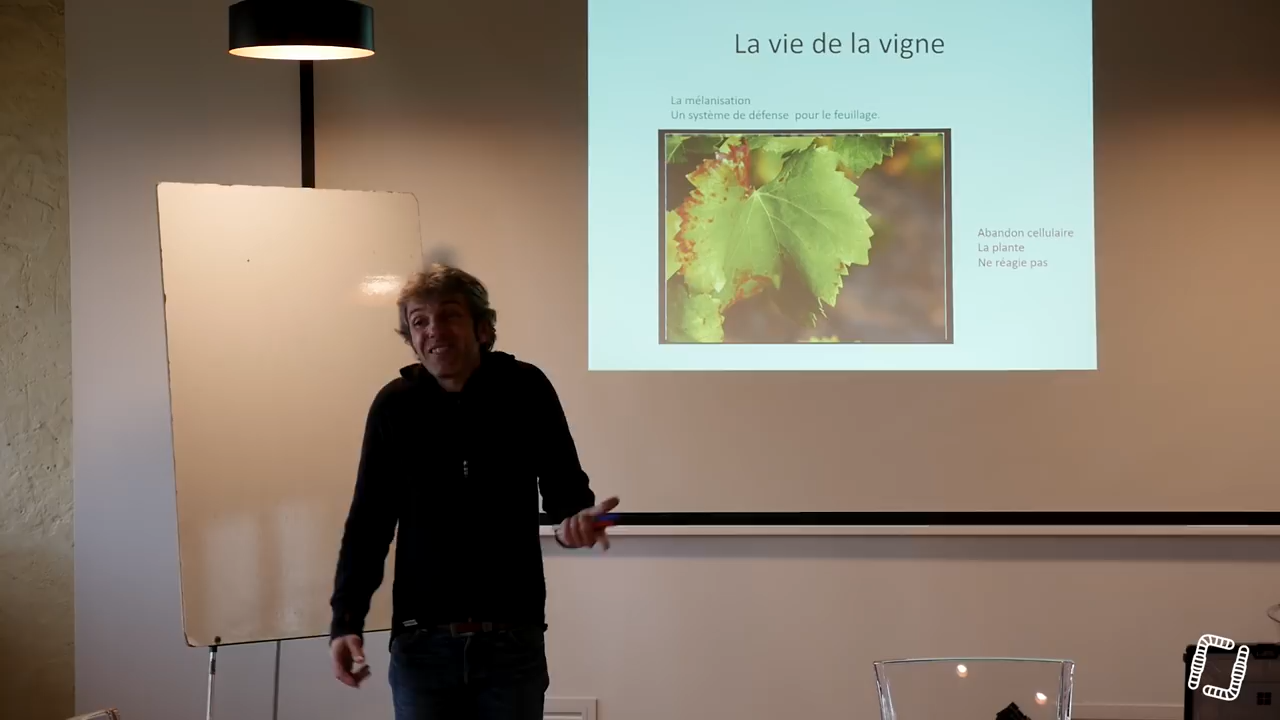 La vie de la vigne
La mélanisation
Un système de défense  pour le feuillage.
Abandon cellulaire
La plante
Ne réagie pas